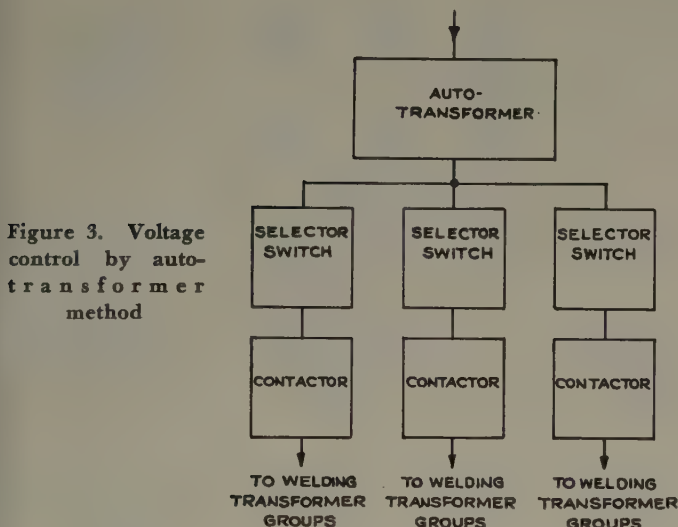 AUTO-
TRANSFORMER
Figure 3. Voltage
control by auto-
transformer
method
SELECTOR
SWITCH
SELECTOR
SWITCH
SELECTOR
SWITCH
CONTACTOR
CONTACTOR
CONTACTOR
TO WELDING
TRANSFORMER
GROUPS
TO WELDING
TRANSFORMER
GROUPS
TO WELDING
TRANSFORMER
GROUPS